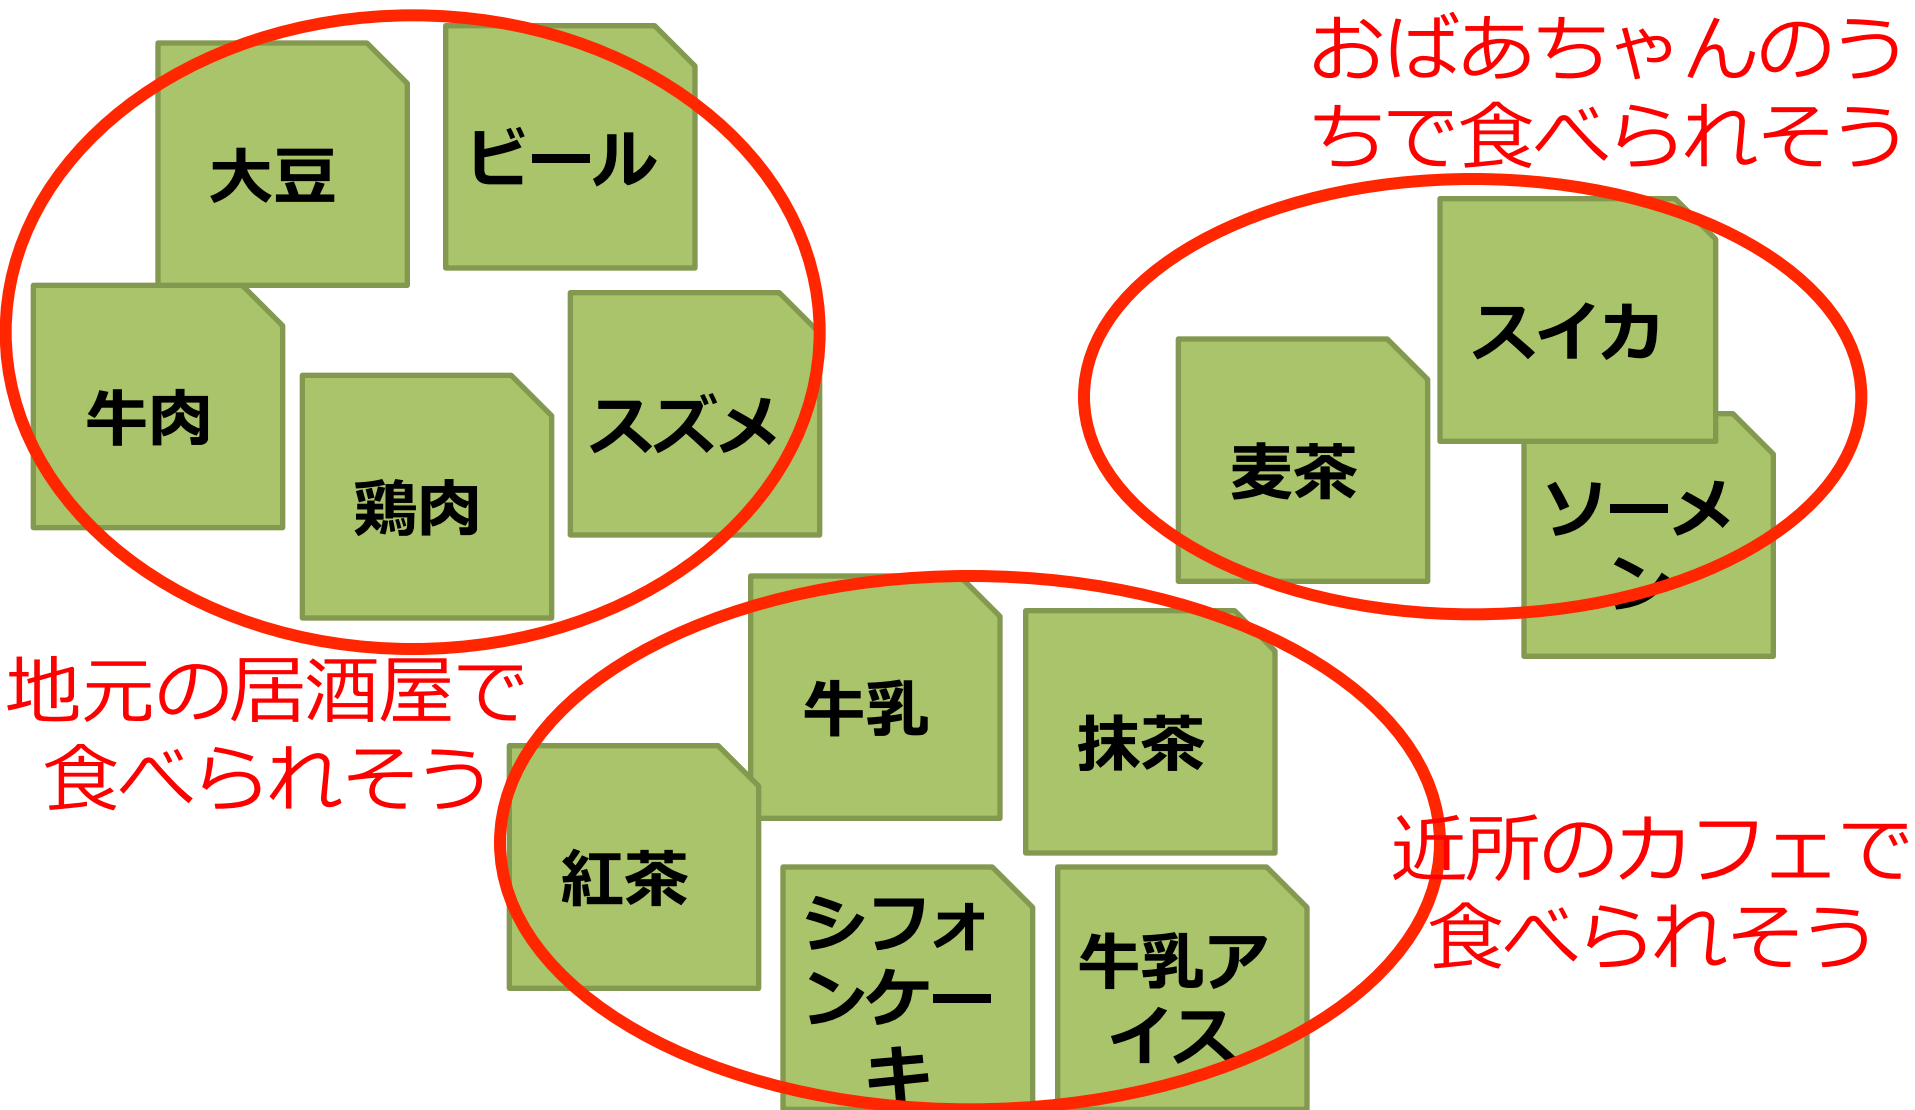 おばあちゃんのう
ちで食べられそう
大豆
ビール
牛肉
鶏肉
スズメ
スイカ
麦茶
ソーメ
ン
地元の居酒屋で
食べられそう
牛乳
抹茶
紅茶
シフォ
ンケー
キ
牛乳ア
イス
近所のカフェで
食べられそう